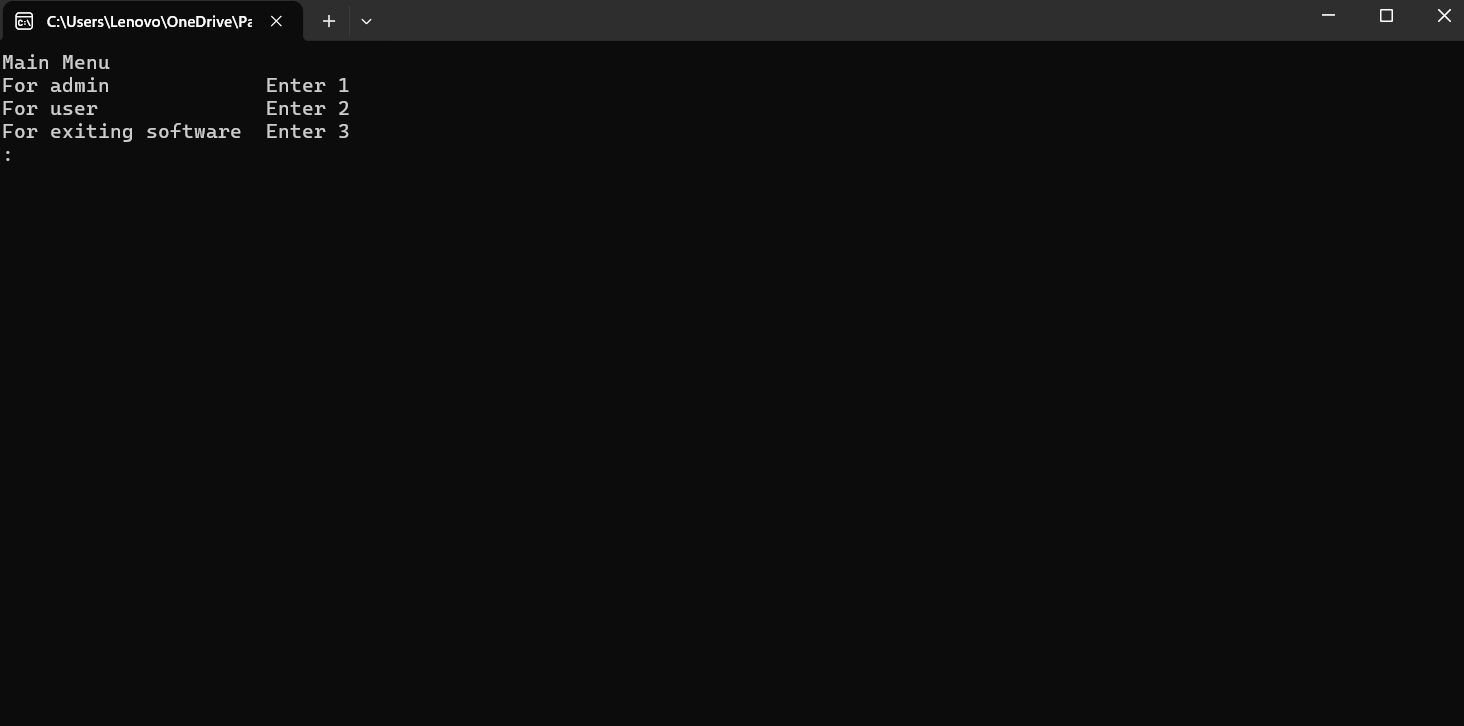 C:\Users\Lenovo\OneDrive\Pa
Main Menu
For admin             Enter 1
For user              Enter 2
For exiting software  Enter 3
: